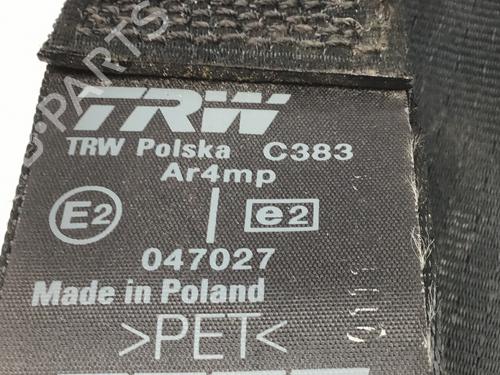 TRW
TRW Polska C383
Ar4mp
E2 e2
047027
Made in Poland
>PET<